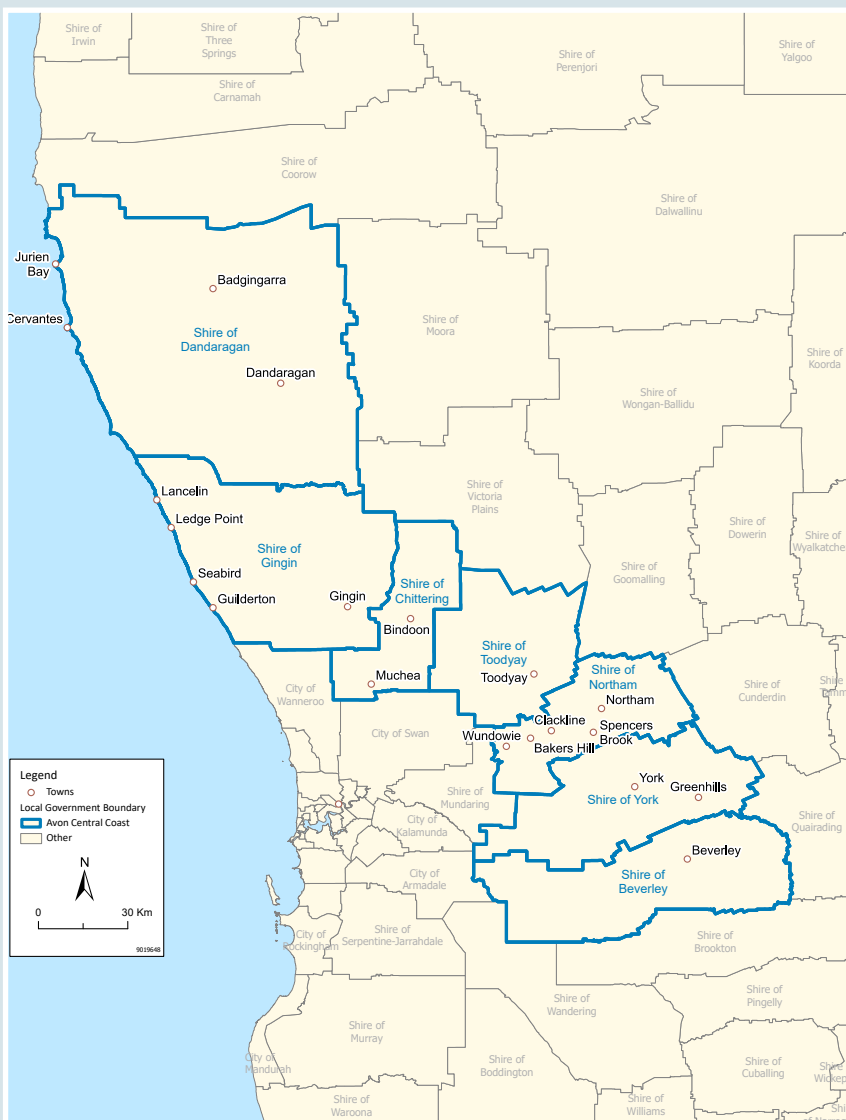 Shire of
Irwin
Shire of
Three
Springs
Shire of
Perenjori
Shire of
Yalgoo
Shire of
Carnamah
Shire of
Coorow
Shire of
Dalwallinu
Jurien
Bay
Badgingarra
Cervantes
Shire of
Dandaragan
Shire of
Moora
Shire of
Koorda
Dandaragan
Shire of
Wongan-Ballidu
Lancelin
Ledge Point
Shire of
Victoria
Plains
Shire of
Dowerin
Shire of
Wyalkatche
Shire of
Gingin
Shire of
Goomalling
Seabird
Guilderton
Gingin
Shire of
Chittering
Bindoon
Shire of
Toodyay
Toodyay
Shire of
Northam
Muchea
City of
Wanneroo
Northam
Shire of
Cunderdin
Shire
Tamm
City of Swan
Clackline
Wundowie
Bakers Hill
Spencers
Brook
Shire of
Mundaring
York
Greenhills
Shire of York
City of
Kalamunda
Shire of
Quairading
Beverley
Shire of
Beverley
City of
Armadale
City of
Rockingham
Shire of
Serpentine-Jarrahdale
Shire of
Brookton
Shire of
Wandering
Shire of
Pingelly
Shire of
Murray
City of
Mandurah
Shire of
Boddington
Shire of
Cuballing
Shire
Wickep
Shire of
Waroona
Shire of
Williams
Legend
Towns
Local Government Boundary
Avon Central Coast
Other
N
0 30 Km
9019648